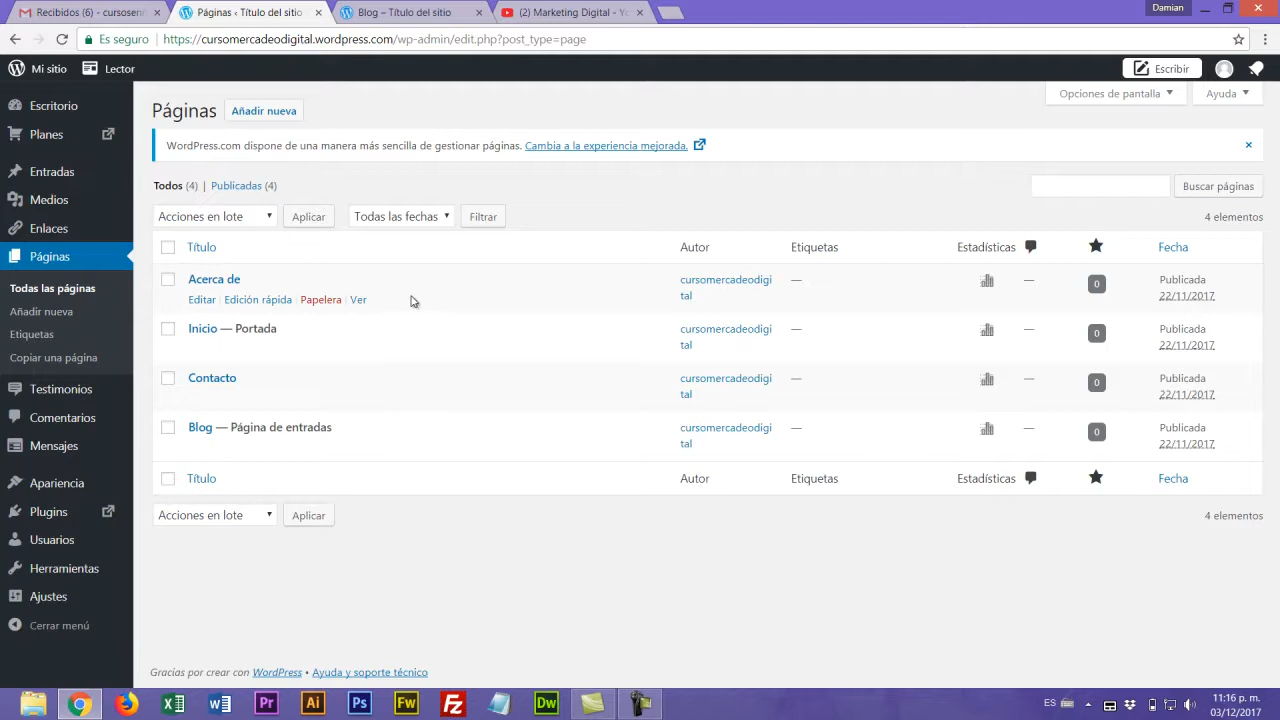 Recibidos (6) - cursosen
Páginas ‹ Título del sitio
Blog – Título del sitio
(2) Marketing Digital - Yo
Damian
Es seguro | https://cursomercadeodigital.wordpress.com/wp-admin/edit.php?post_type=page
Mi sitio Lector Escribir
Opciones de pantalla Ayuda
Escritorio
Planes
Entradas
Medios
Enlaces
Páginas
Todas las páginas
Añadir nueva
Etiquetas
Copiar una página
Testimonios
Comentarios
Mensajes
Apariencia
Plugins
Usuarios
Herramientas
Ajustes
Cerrar menú
Páginas Añadir nueva
WordPress.com dispone de una manera más sencilla de gestionar páginas. Cambia a la experiencia mejorada.
Todos (4) | Publicadas (4)
Buscar páginas
Acciones en lote Aplicar Todas las fechas Filtrar 4 elementos
Título Autor Etiquetas Estadísticas Fecha
Acerca de cursomercadeodigi — — 0 Publicada
tal 22/11/2017
Editar | Edición rápida | Papelera | Ver
Inicio — Portada cursomercadeodigi — — 0 Publicada
tal 22/11/2017
Contacto cursomercadeodigi — — 0 Publicada
tal 22/11/2017
Blog — Página de entradas cursomercadeodigi — — 0 Publicada
tal 22/11/2017
Título Autor Etiquetas Estadísticas Fecha
Acciones en lote Aplicar 4 elementos
Gracias por crear con WordPress • Ayuda y soporte técnico
Pr Ai Ps Fw Fz Dw
ES
11:16 p. m.
03/12/2017